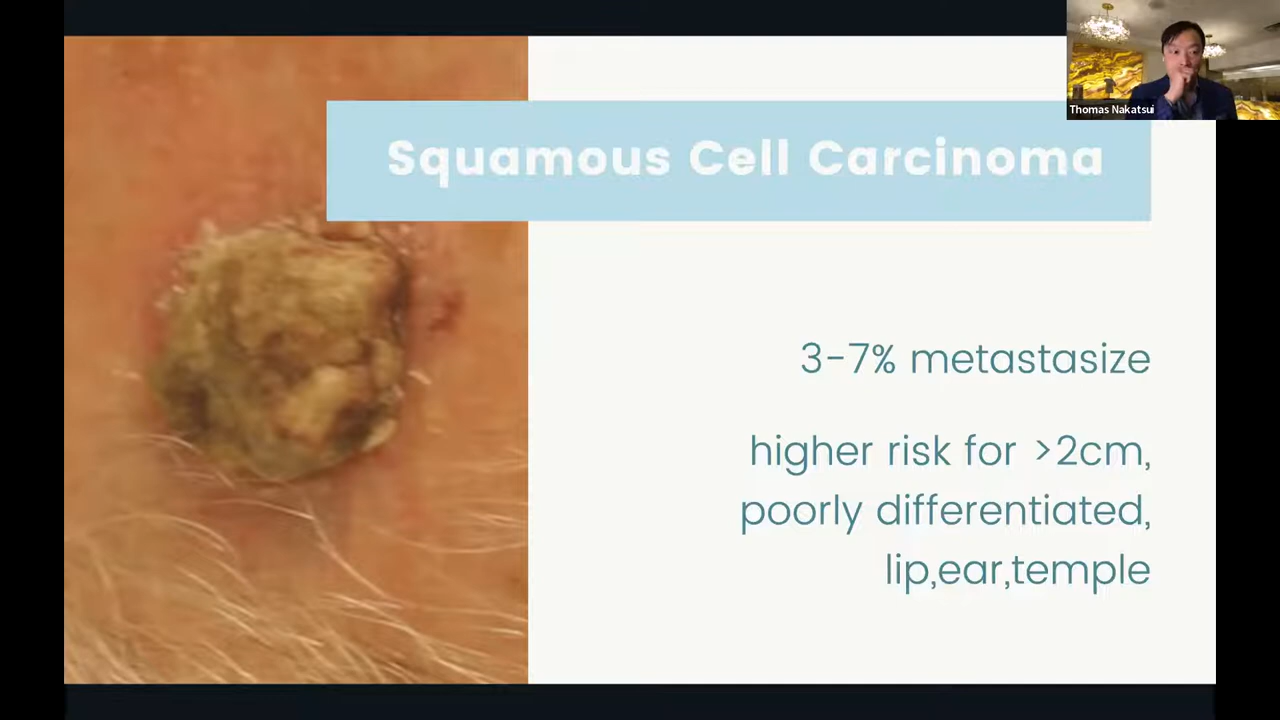 Thomas Nakatsui
Squamous Cell Carcinoma
3-7% metastasize
higher risk for >2cm,
poorly differentiated,
lip,ear,temple